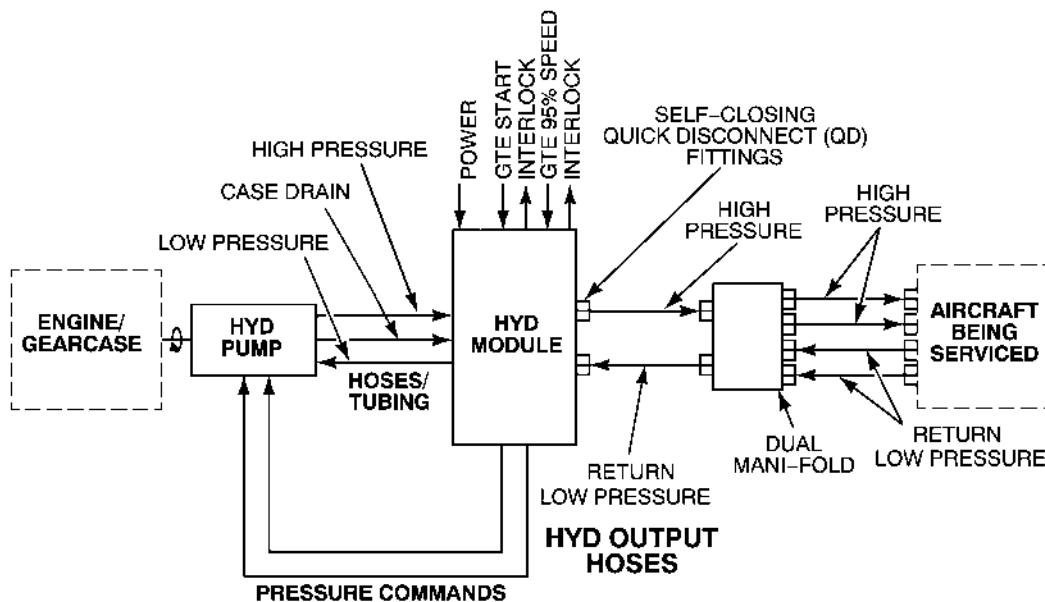 POWER
GTE START
INTERLOCK
GTE 95% SPEED
INTERLOCK
SELF-CLOSING
QUICK DISCONNECT (QD)
FITTINGS
HIGH PRESSURE
CASE DRAIN
LOW PRESSURE
HIGH
PRESSURE
HIGH
PRESSURE
ENGINE/
GEARCASE
HYD
PUMP
HYD
MODULE
AIRCRAFT
BEING
SERVICED
HOSES/
TUBING
RETURN
LOW PRESSURE
DUAL
MANI-FOLD
RETURN
LOW PRESSURE
HYD OUTPUT
HOSES
PRESSURE COMMANDS